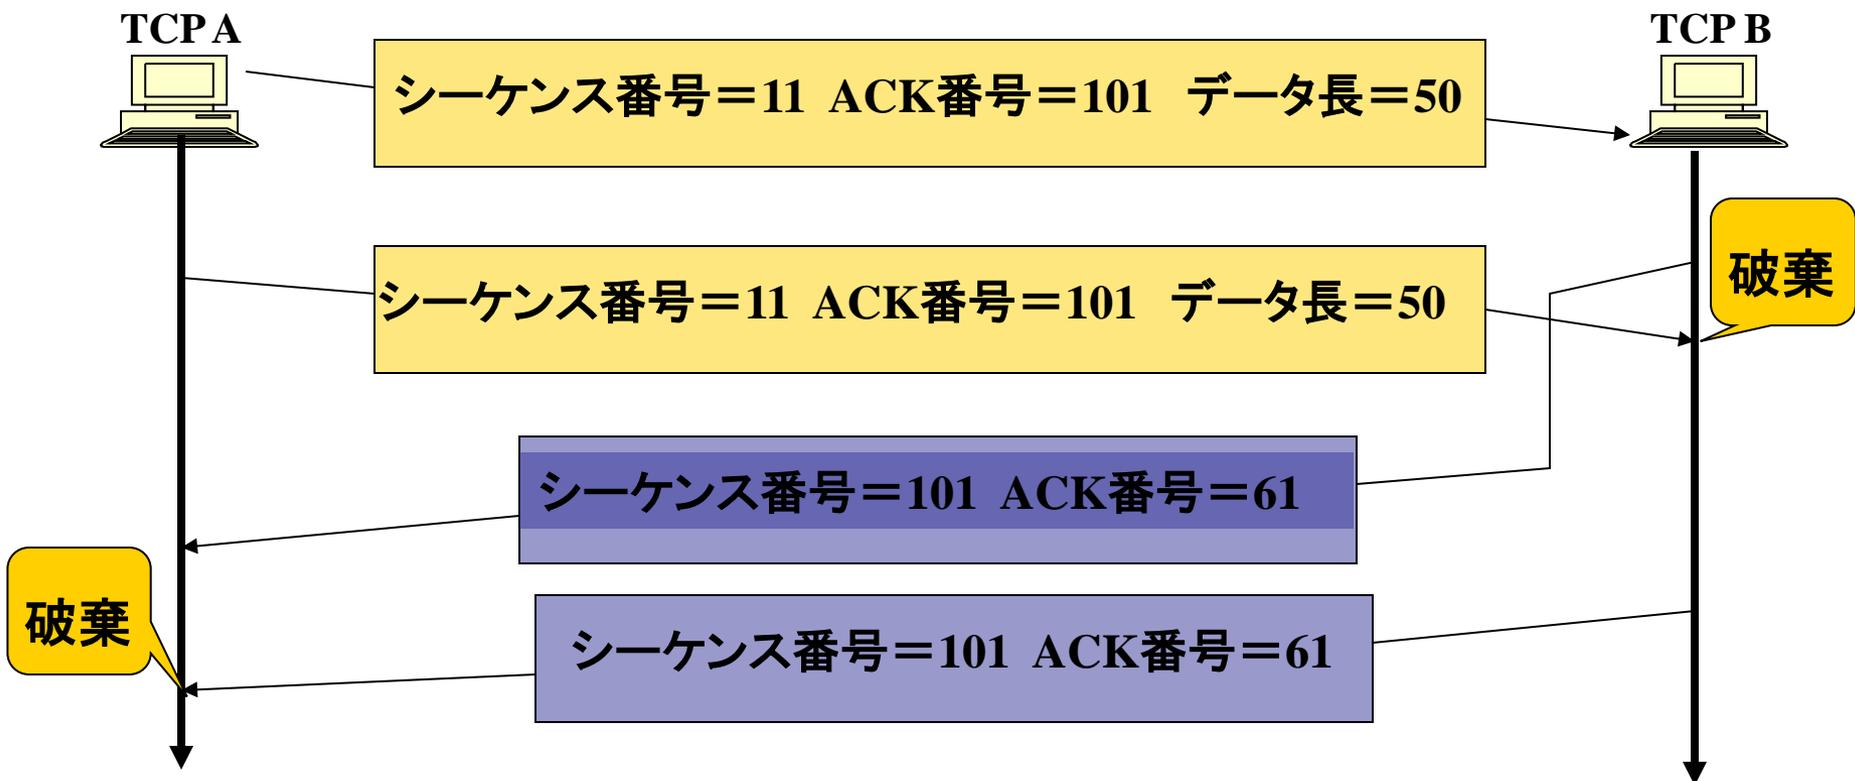 TCP A
TCP B
シーケンス番号=11 ACK番号=101 データ長=50
破棄
シーケンス番号=11 ACK番号=101 データ長=50
シーケンス番号=101 ACK番号=61
破棄
シーケンス番号=101 ACK番号=61